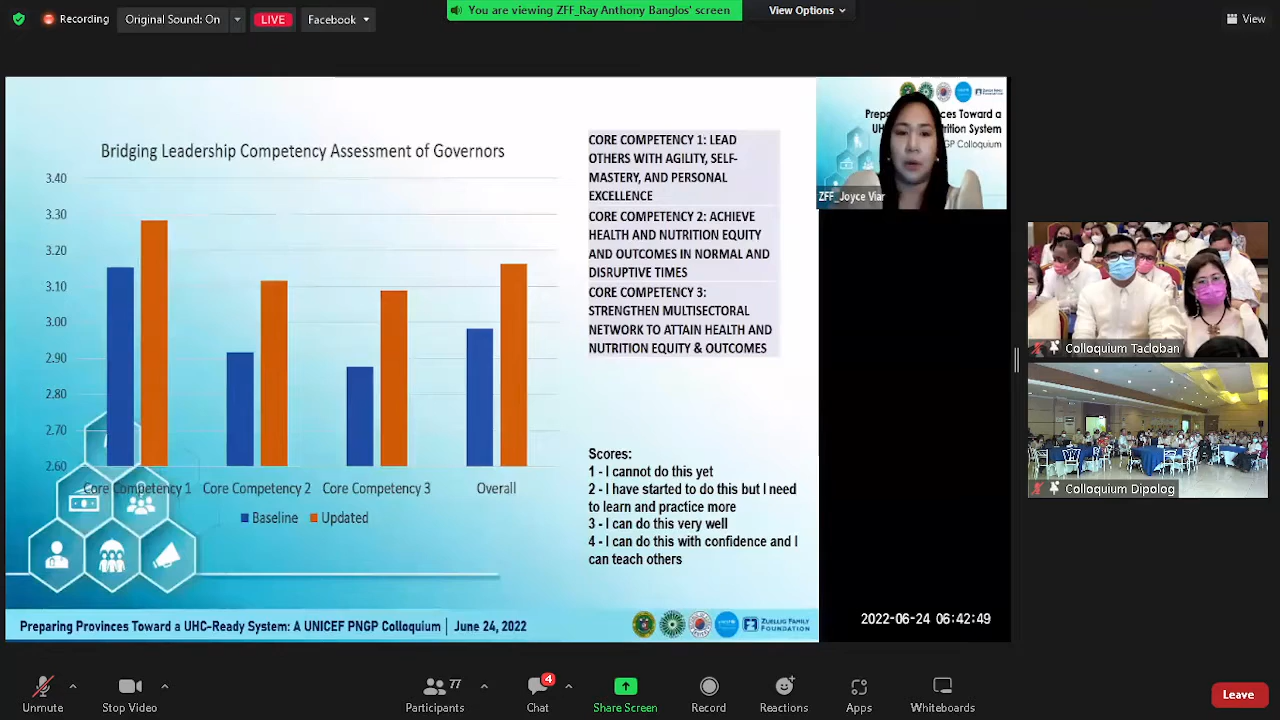 Recording
Original Sound: On
LIVE
Facebook
You are viewing ZFF_Ray Anthony Banglos' screen
View Options
View
Bridging Leadership Competency Assessment of Governors
3.40
3.30
3.20
3.10
3.00
2.90
2.80
2.70
2.60
Core Competency 1
Core Competency 2
Core Competency 3
Overall
Baseline
Updated
CORE COMPETENCY 1: LEAD
OTHERS WITH AGILITY, SELF-
MASTERY, AND PERSONAL
EXCELLENCE
CORE COMPETENCY 2: ACHIEVE
HEALTH AND NUTRITION EQUITY
AND OUTCOMES IN NORMAL AND
DISRUPTIVE TIMES
CORE COMPETENCY 3:
STRENGTHEN MULTISECTORAL
NETWORK TO ATTAIN HEALTH AND
NUTRITION EQUITY & OUTCOMES
Scores:
1 - I cannot do this yet
2 - I have started to do this but I need
to learn and practice more
3 - I can do this very well
4 - I can do this with confidence and I
can teach others
Preparing Provinces Toward a UHC-Ready System: A UNICEF PNGP Colloquium | June 24, 2022
ZUELLIG FAMILY
FOUNDATION
Toward a
System
Colloquium
ZFF_Joyce Viar
Colloquium Tacloban
Colloquium Dipolog
2022-06-24 06:42:49
Unmute
Stop Video
77
Participants
4
Chat
Share Screen
Record
Reactions
Apps
Whiteboards
Leave